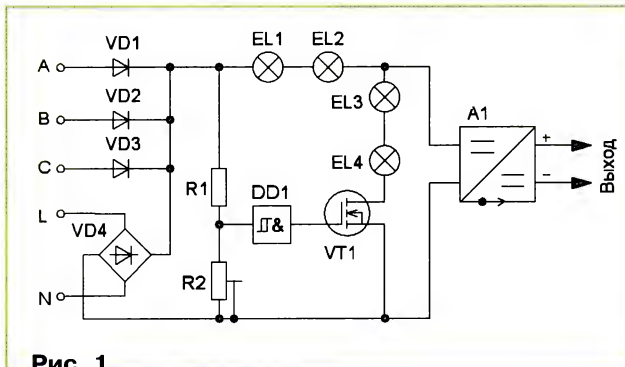 VD1
EL1
EL2
A
VD2
B
VD3
C
EL3
EL4
A1
+
-
Выход
L
VD4
R1
DD1
&
VT1
R2
N
Рис. 1